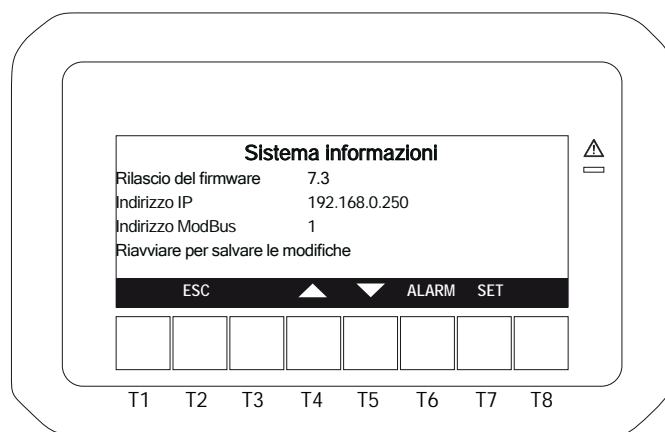 Sistema informazioni
Rilascio del firmware 7.3
Indirizzo IP 192.168.0.250
Indirizzo ModBus 1
Riavviare per salvare le modifiche
ESC ALARM SET
T1 T2 T3 T4 T5 T6 T7 T8